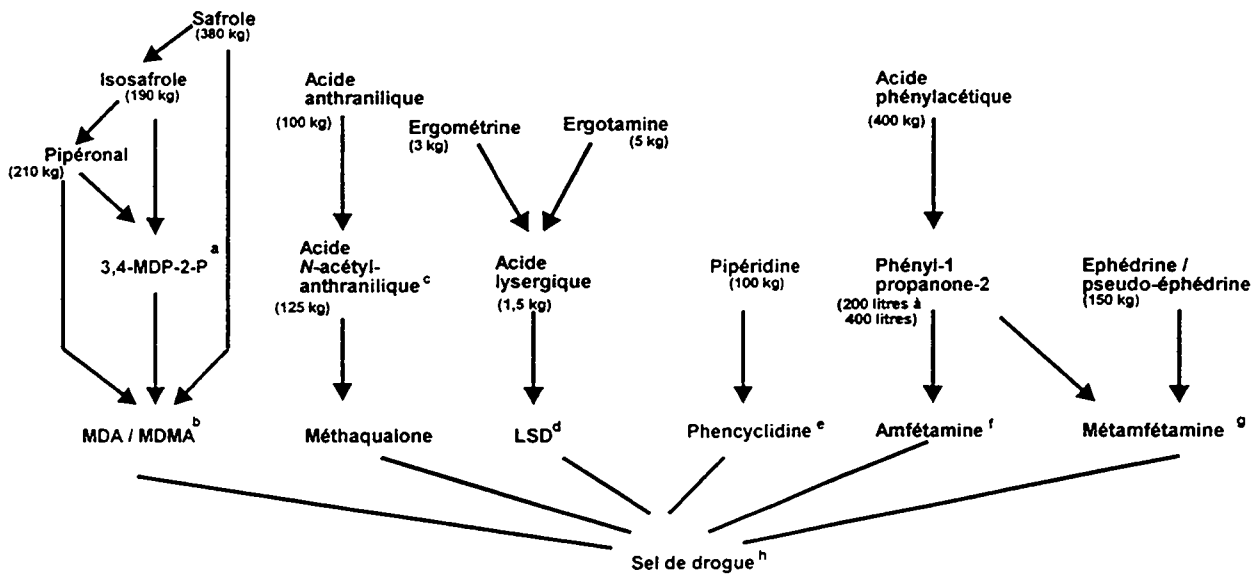 Safrole
(380 kg)
Isosafrole
(190 kg)
Pipéronal
(210 kg)
3,4-MDP-2-P a
MDA / MDMA b
Acide
anthranilique
(100 kg)
Acide
N-acétyl-
anthranilique c
(125 kg)
Méthaqualone
Ergométrine
(3 kg)
Ergotamine
(5 kg)
Acide
lysergique
(1,5 kg)
LSD d
Pipéridine
(100 kg)
Phencyclidine e
Acide
phénylacétique
(400 kg)
Phényl-1
propanone-2
(200 litres à
400 litres)
Amfétamine f
Ephédrine /
pseudo-éphédrine
(150 kg)
Métamfétamine g
Sel de drogue h